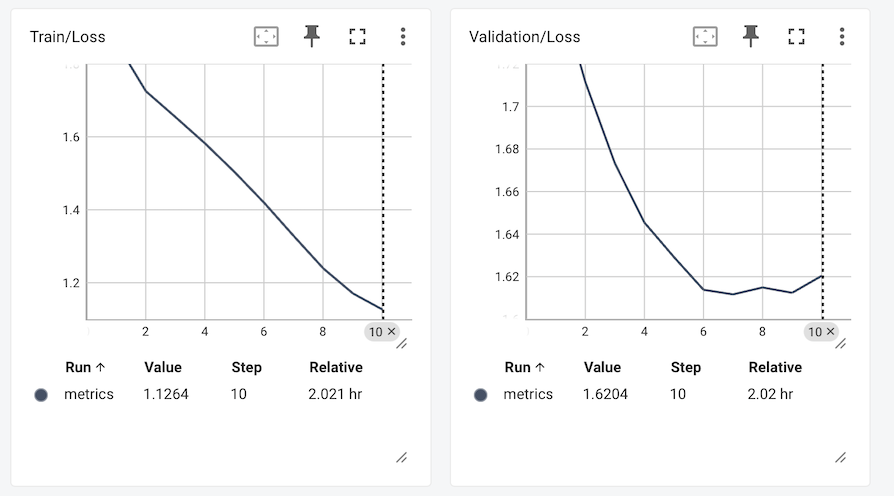 Train/Loss
1.6
1.4
1.2
2 4 6 8 10 ×
Run ↑ Value Step Relative
metrics 1.1264 10 2.021 hr
Validation/Loss
1.72
1.7
1.68
1.66
1.64
1.62
2 4 6 8 10 ×
Run ↑ Value Step Relative
metrics 1.6204 10 2.02 hr